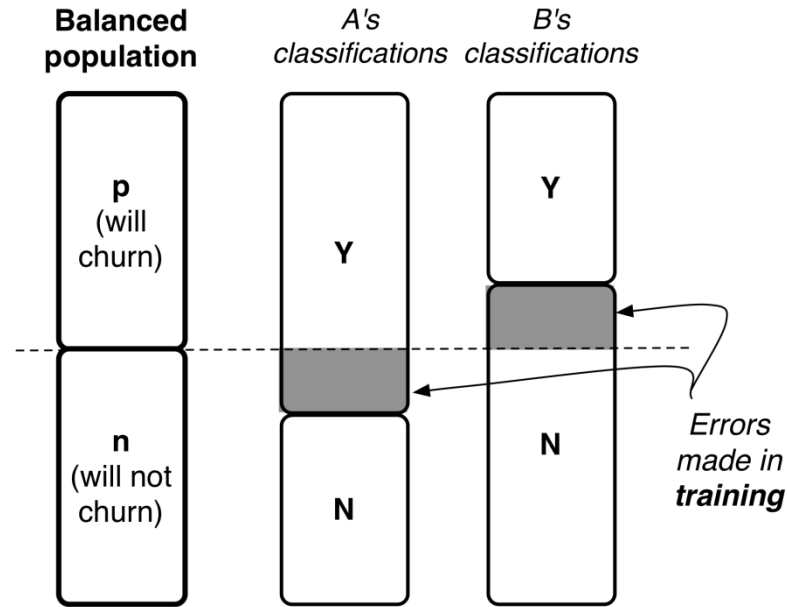 Balanced
population
A's
classifications
B's
classifications
p
(will
churn)
Y
Y
n
(will not
churn)
N
N
Errors
made in
training